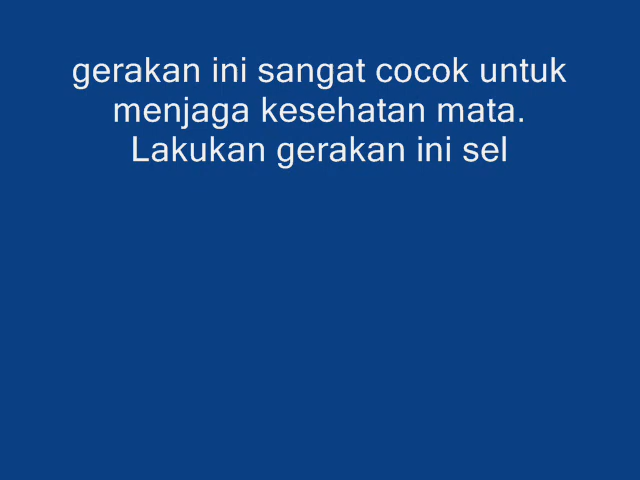 gerakan ini sangat cocok untuk
menjaga kesehatan mata.
Lakukan gerakan ini sel